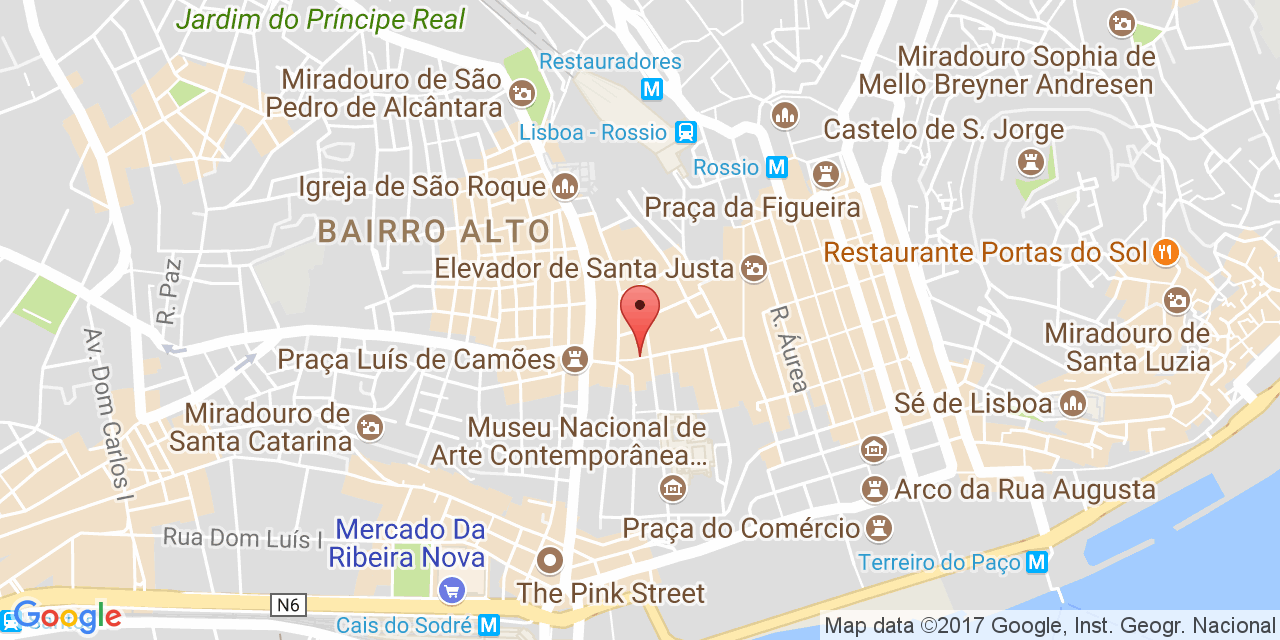 Jardim do Príncipe Real
Restauradores
Miradouro Sophia de
Mello Breyner Andresen
Miradouro de São
Pedro de Alcântara
Lisboa - Rossio
Castelo de S. Jorge
Rossio
Igreja de São Roque
Praça da Figueira
BAIRRO ALTO
Restaurante Portas do Sol
Elevador de Santa Justa
R. Paz
R. Áurea
Miradouro de
Santa Luzia
Praça Luís de Camões
Av. Dom Carlos I
Miradouro de
Santa Catarina
Museu Nacional de
Arte Contemporânea...
Sé de Lisboa
Arco da Rua Augusta
Rua Dom Luís I
Mercado Da
Ribeira Nova
Praça do Comércio
Terreiro do Paço
The Pink Street
N6
Cais do Sodré
Google
Map data ©2017 Google, Inst. Geogr. Nacional